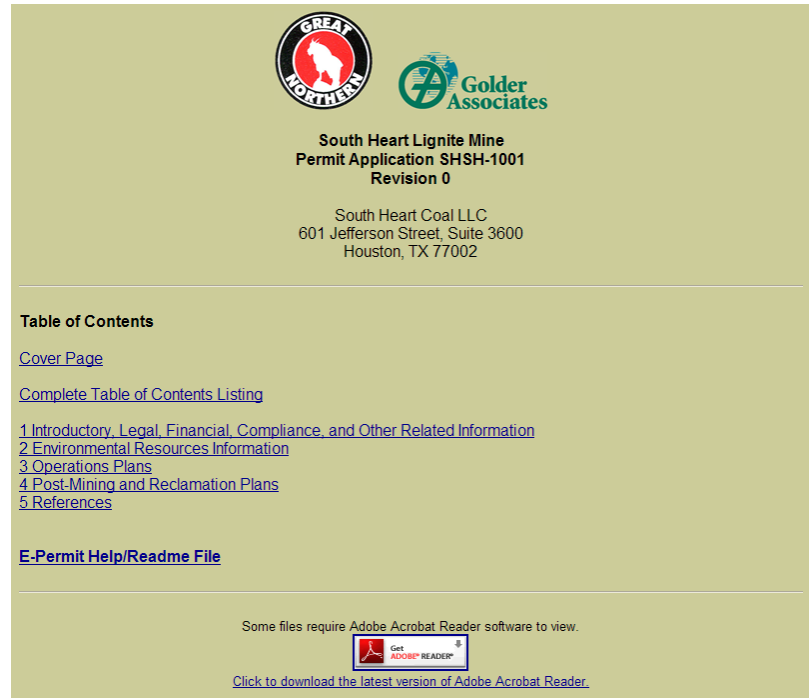 GREAT
NORTHERN
Golder
Associates
South Heart Lignite Mine
Permit Application SHSH-1001
Revision 0
South Heart Coal LLC
601 Jefferson Street, Suite 3600
Houston, TX 77002
Table of Contents
Cover Page
Complete Table of Contents Listing
1 Introductory, Legal, Financial, Compliance, and Other Related Information
2 Environmental Resources Information
3 Operations Plans
4 Post-Mining and Reclamation Plans
5 References
E-Permit Help/Readme File
Some files require Adobe Acrobat Reader software to view.
Get
ADOBE® READER®
Click to download the latest version of Adobe Acrobat Reader.